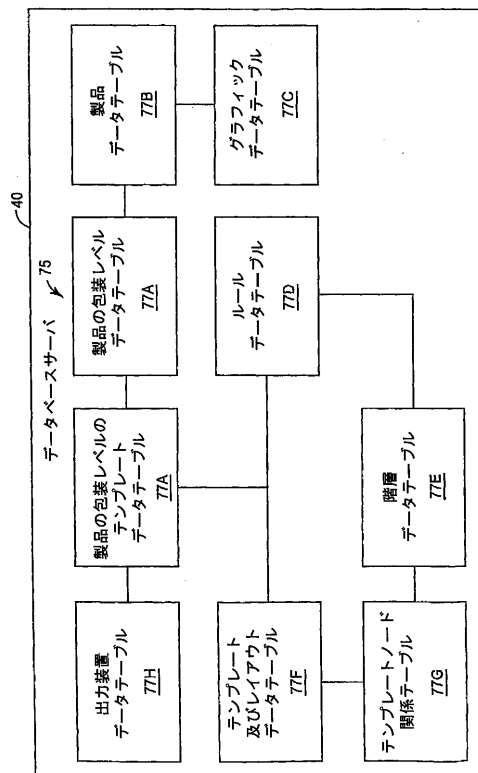 40
データベースサーバ 75
出力装置
データテーブル
77H
製品の包装レベルの
テンプレート
データテーブル
77A
製品の包装レベル
データテーブル
77A
製品
データテーブル
77B
テンプレート
及びレイアウト
データテーブル
77F
ルール
データテーブル
77D
グラフィック
データテーブル
77C
テンプレートノード
関係テーブル
77G
階層
データテーブル
77E